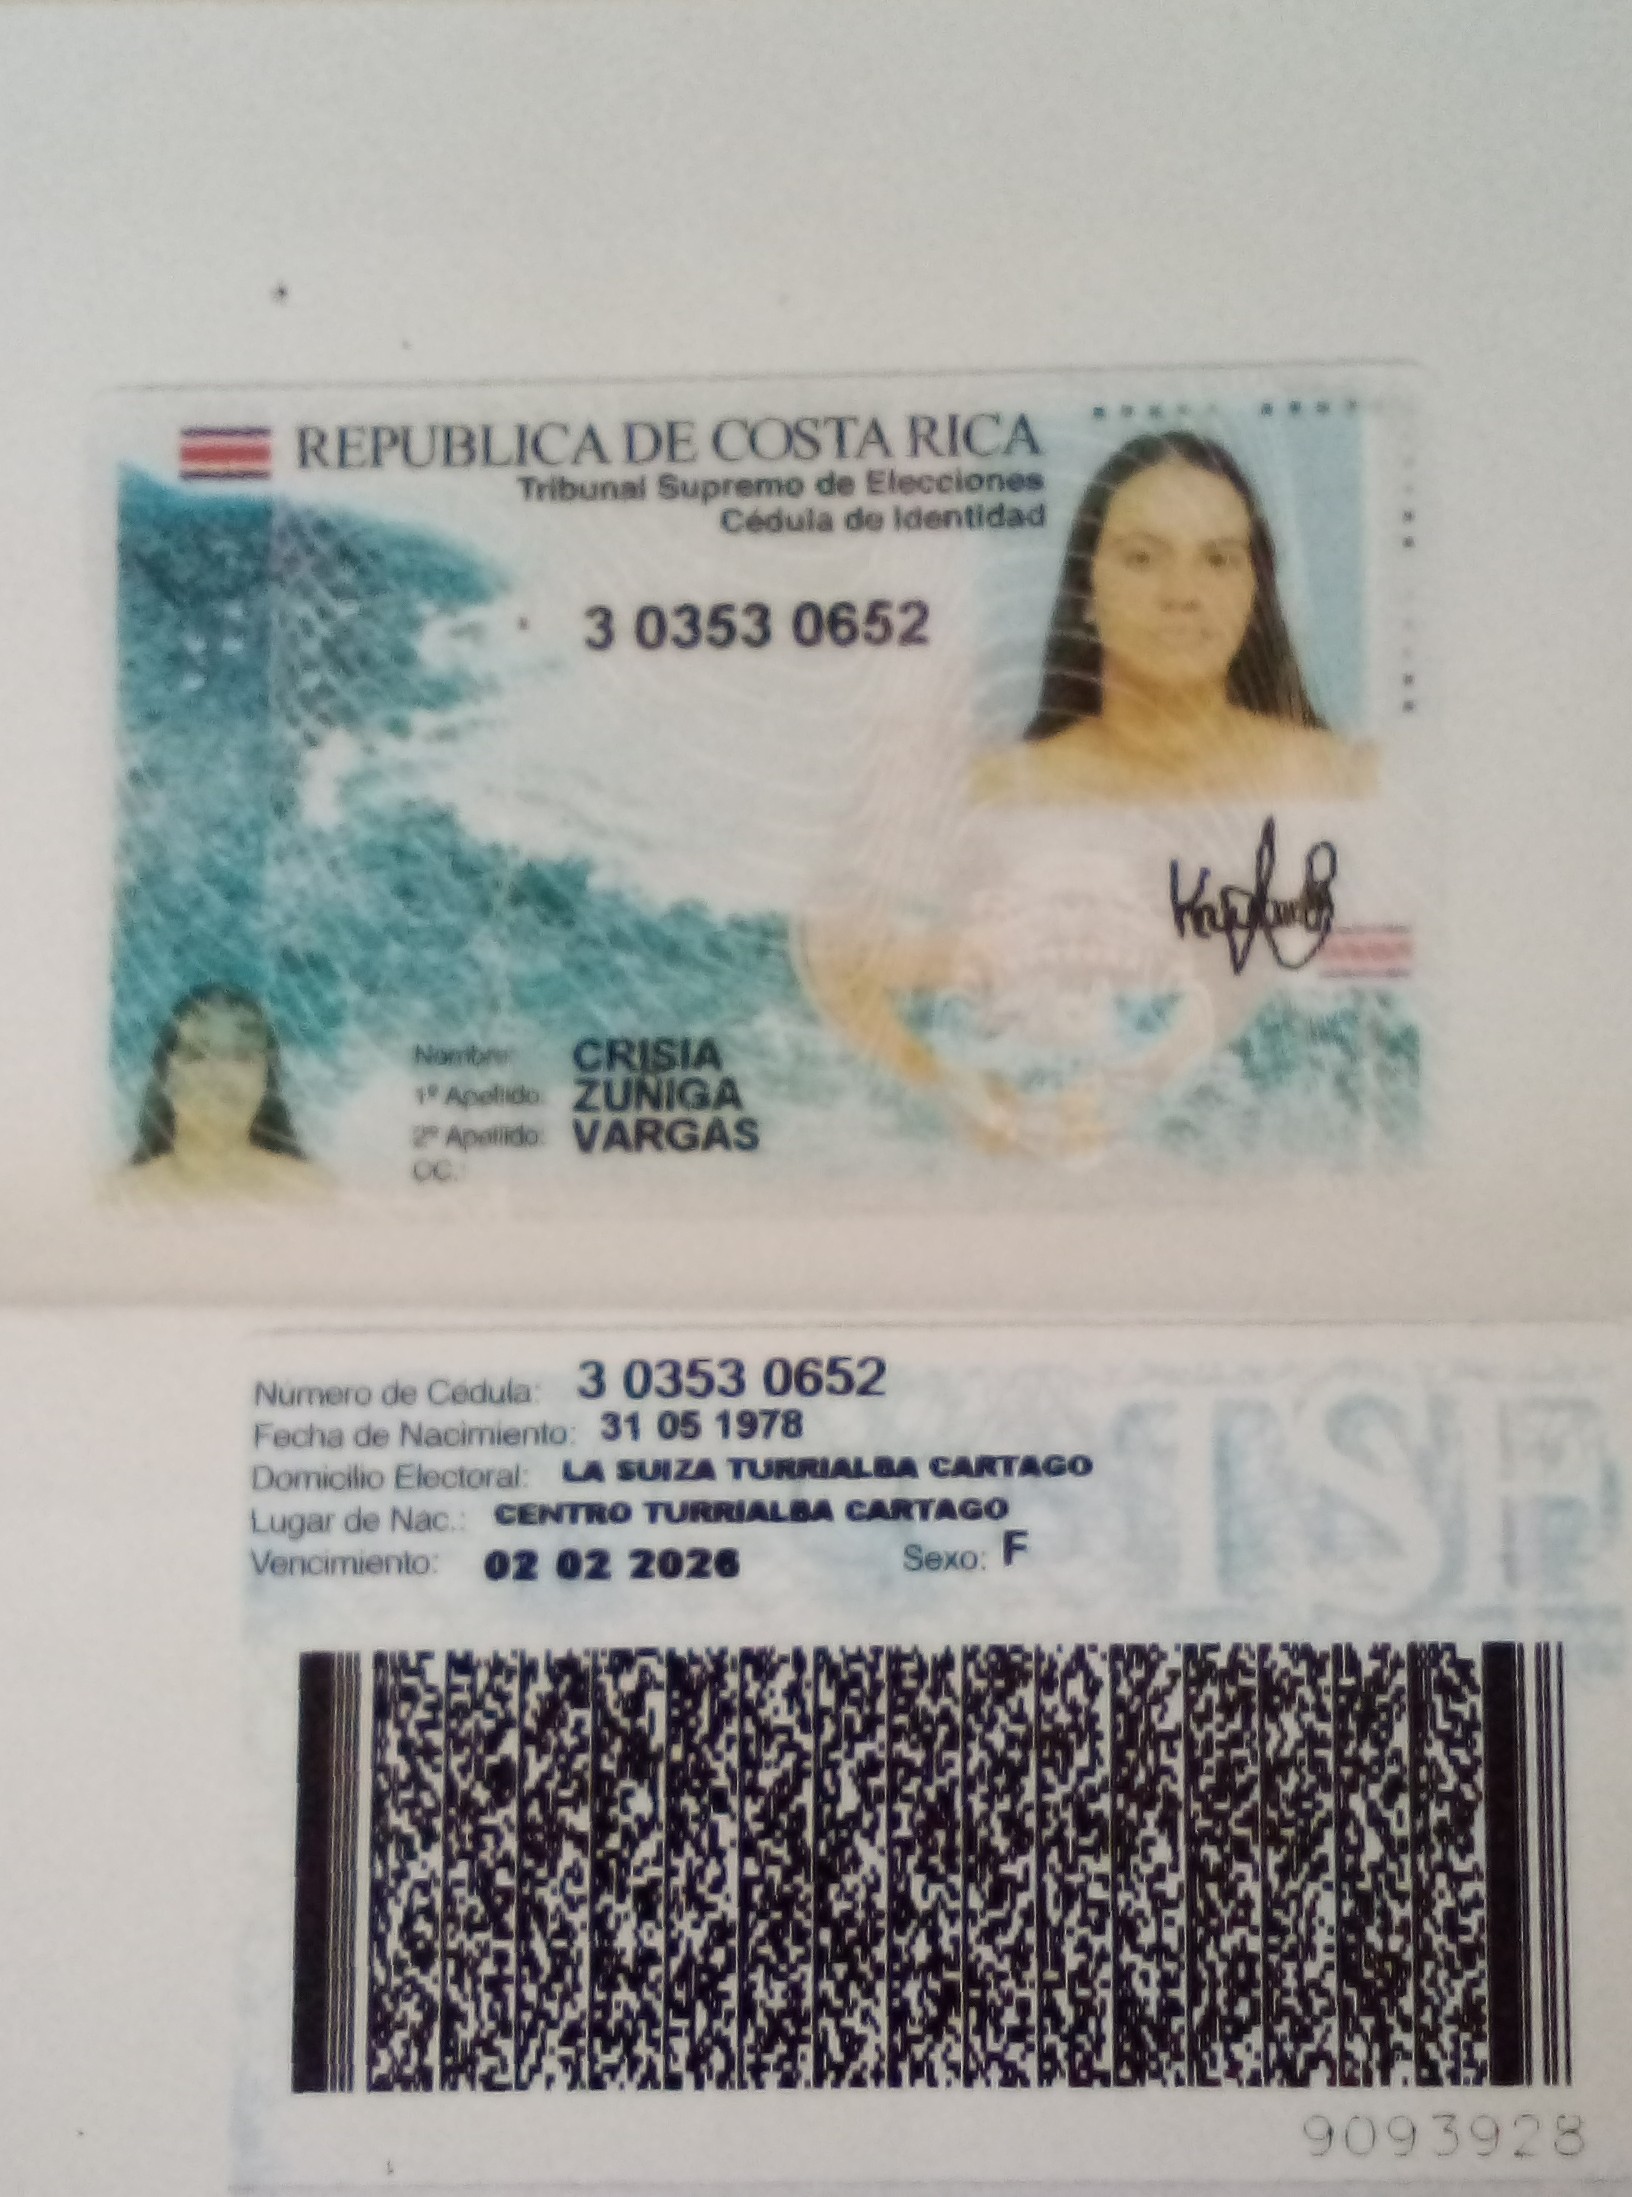 REPUBLICA DE COSTA RICA
Tribunal Supremo de Elecciones
Cédula de Identidad
3 0353 0652
Nombre: CRISIA
1º Apellido: ZUÑIGA
2º Apellido: VARGAS
OC.:
Número de Cédula: 3 0353 0652
Fecha de Nacimiento: 31 05 1978
Domicilio Electoral: LA SUIZA TURRIALBA CARTAGO
Lugar de Nac.: CENTRO TURRIALBA CARTAGO
Vencimiento: 02 02 2026 Sexo: F
TSE
9093928